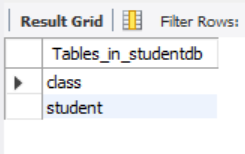 Result Grid Filter Rows:
Tables_in_studentdb
class
student